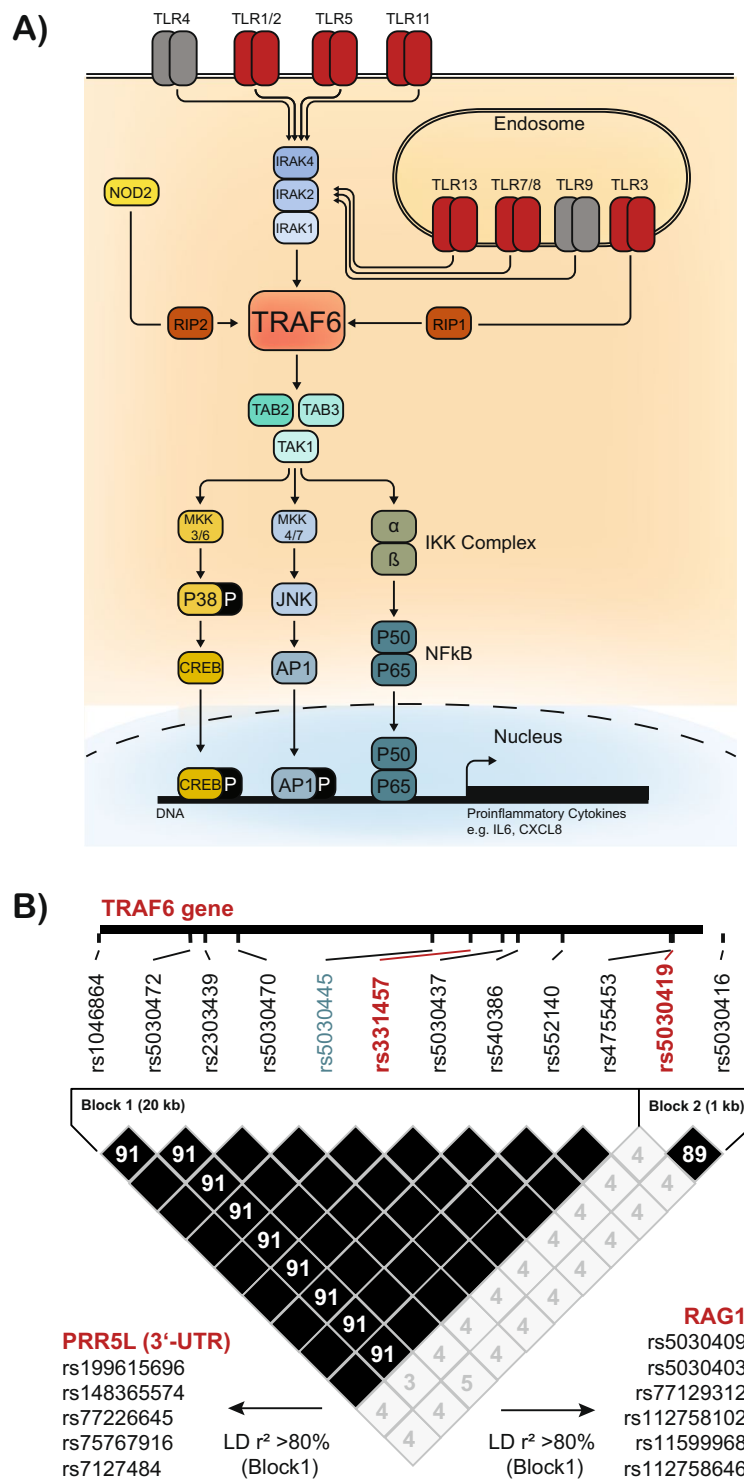 A)
TLR4 TLR1/2 TLR5 TLR11
Endosome
TLR13 TLR7/8 TLR9 TLR3
IRAK4
IRAK2
IRAK1
NOD2
RIP2 TRAF6 RIP1
TAB2 TAB3
TAK1
MKK 3/6
MKK 4/7
α
ß
IKK Complex
P38 P
JNK
P50
P65
NFkB
CREB
AP1
Nucleus
P50
P65
CREB P
AP1 P
DNA
Proinflammatory Cytokines
e.g. IL6, CXCL8
B)
TRAF6 gene
rs1046864
rs5030472
rs2303439
rs5030470
rs5030445
rs331457
rs5030437
rs540386
rs552140
rs4755453
rs5030419
rs5030416
Block 1 (20 kb)
Block 2 (1 kb)
91 91 4 89
91 4 4
91 4 4
91 4 4
91 4 4
91 4 4
91 4 4
3 5
4 4
4
PRR5L (3‘-UTR)
rs199615696
rs148365574
rs77226645
rs75767916
rs7127484
LD r² >80%
(Block1)
LD r² >80%
(Block1)
RAG1
rs5030409
rs5030403
rs77129312
rs112758102
rs11599968
rs112758646